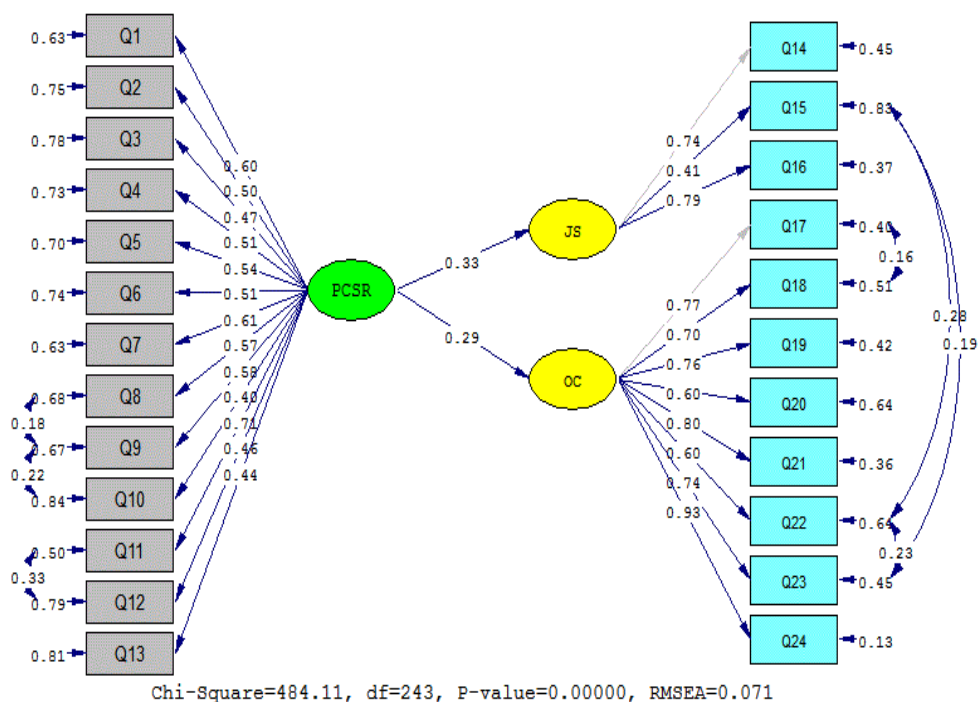 0.63 Q1
0.75 Q2
0.78 Q3
0.73 Q4
0.70 Q5
0.74 Q6
0.63 Q7
0.68 Q8
0.18
0.67 Q9
0.22
0.84 Q10
0.50 Q11
0.33
0.79 Q12
0.81 Q13
0.60
0.50
0.47
0.51
0.54
0.51
0.61
0.57
0.58
0.40
0.71
0.46
0.44
PCSR
0.33
0.29
JS
OC
0.74
0.41
0.79
0.77
0.70
0.76
0.60
0.80
0.60
0.74
0.93
Q14 0.45
Q15 0.83
Q16 0.37
Q17 0.40
0.16
Q18 0.51
0.28
0.19
Q19 0.42
Q20 0.64
Q21 0.36
Q22 0.64
0.23
Q23 0.45
Q24 0.13
Chi-Square=484.11, df=243, P-value=0.00000, RMSEA=0.071